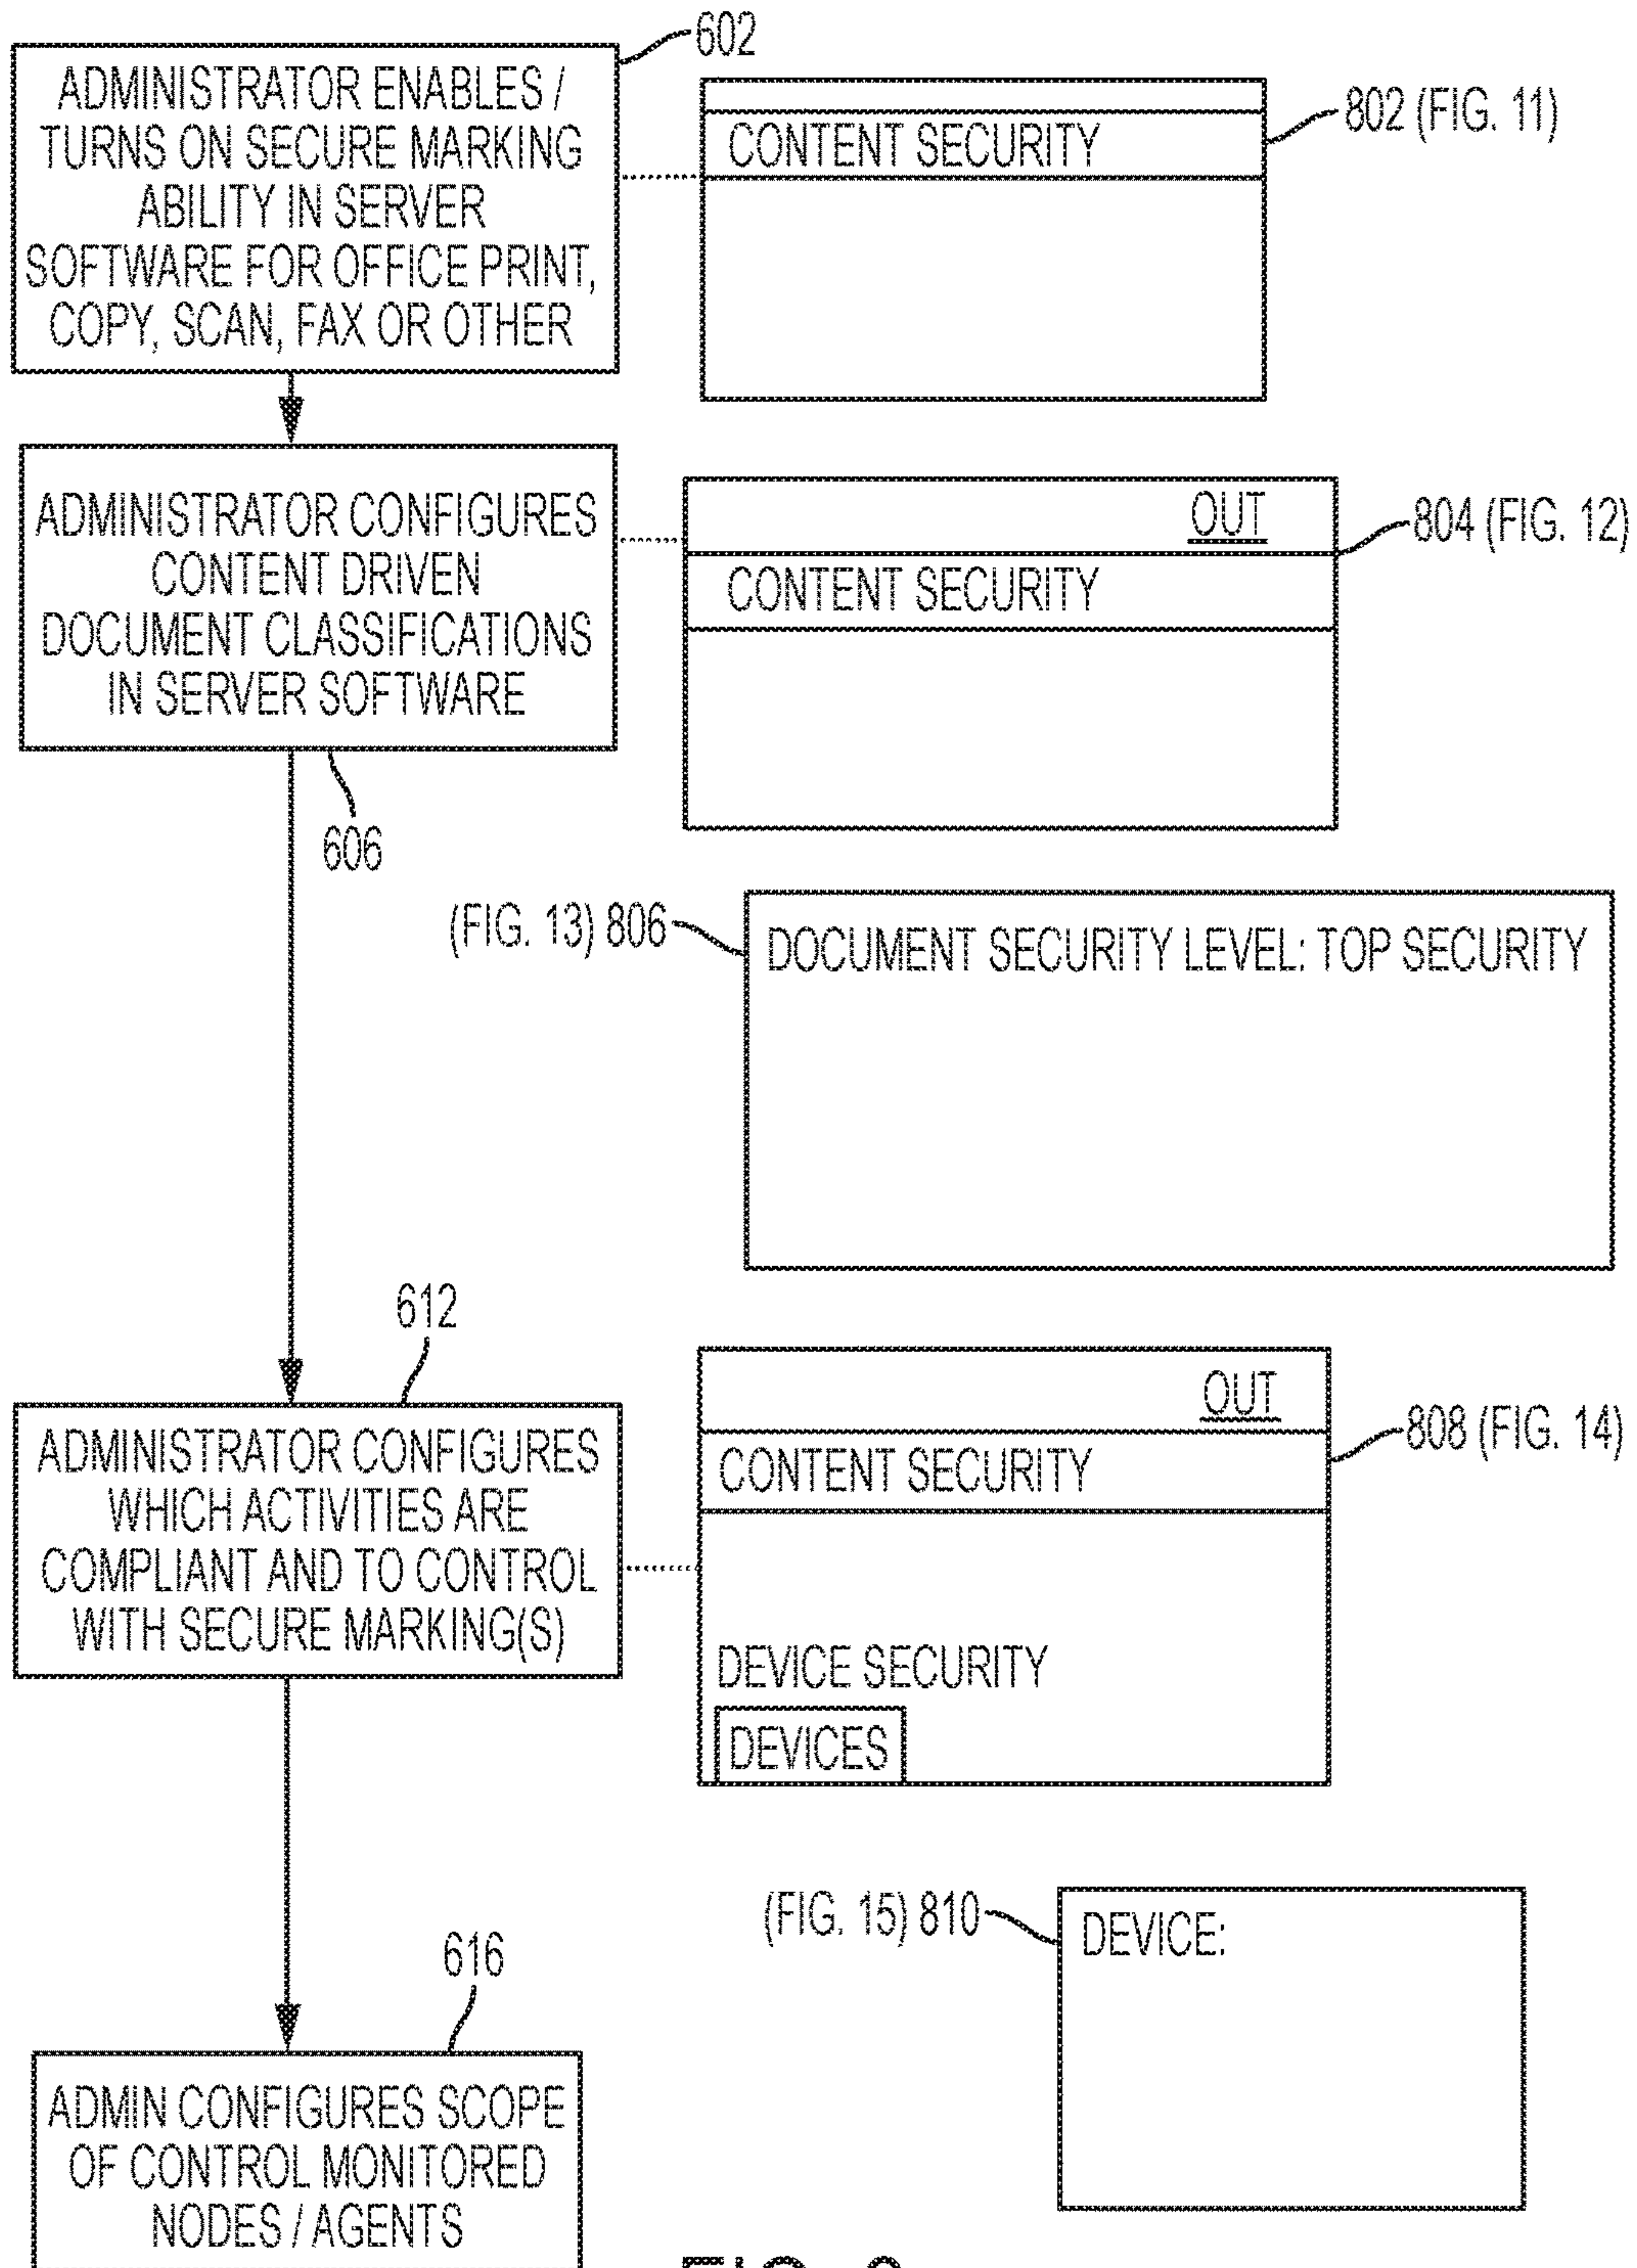 602
ADMINISTRATOR ENABLES /
TURNS ON SECURE MARKING
ABILITY IN SERVER
SOFTWARE FOR OFFICE PRINT,
COPY, SCAN, FAX OR OTHER
CONTENT SECURITY
802 (FIG. 11)
ADMINISTRATOR CONFIGURES
CONTENT DRIVEN
DOCUMENT CLASSIFICATIONS
IN SERVER SOFTWARE
606
OUT
CONTENT SECURITY
804 (FIG. 12)
(FIG. 13) 806
DOCUMENT SECURITY LEVEL: TOP SECURITY
612
ADMINISTRATOR CONFIGURES
WHICH ACTIVITIES ARE
COMPLIANT AND TO CONTROL
WITH SECURE MARKING(S)
OUT
CONTENT SECURITY
808 (FIG. 14)
DEVICE SECURITY
DEVICES
(FIG. 15) 810
DEVICE:
616
ADMIN CONFIGURES SCOPE
OF CONTROL MONITORED
NODES / AGENTS